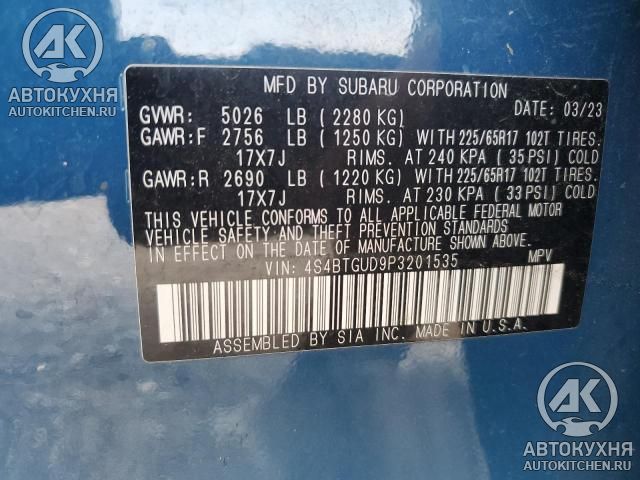 AK
АВТОКУХНЯ
AUTOKITCHEN.RU
MFD BY SUBARU CORPORATION
GVWR: 5026 LB ( 2280 KG) DATE: 03/23
GAWR:F 2756 LB ( 1250 KG) WITH 225/65R17 102T TIRES.
17X7J RIMS. AT 240 KPA ( 35 PSI) COLD
GAWR:R 2690 LB ( 1220 KG) WITH 225/65R17 102T TIRES.
17X7J RIMS. AT 230 KPA ( 33 PSI) COLD
THIS VEHICLE CONFORMS TO ALL APPLICABLE FEDERAL MOTOR
VEHICLE SAFETY AND THEFT PREVENTION STANDARDS
IN EFFECT ON THE DATE OF MANUFACTURE SHOWN ABOVE.
VIN: 4S4BTGUD9P3201535 MPV
ASSEMBLED BY SIA INC. MADE IN U.S.A.
AK
АВТОКУХНЯ
AUTOKITCHEN.RU